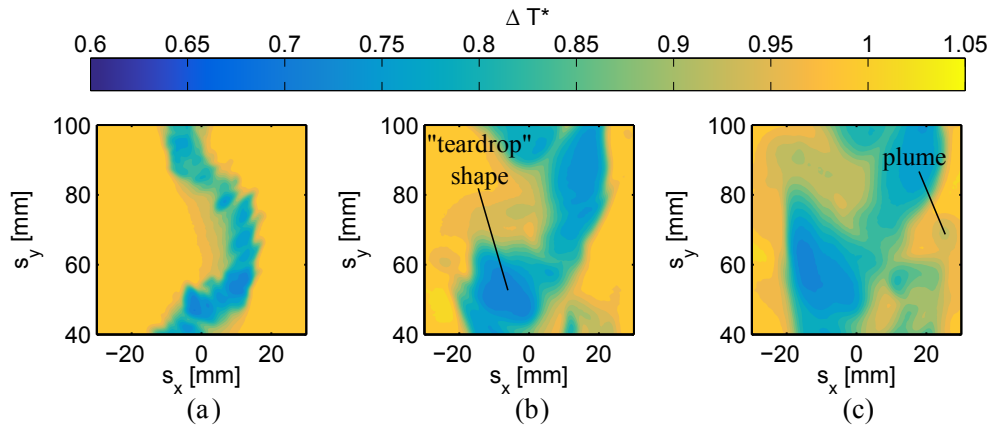 Δ T*
0.6 0.65 0.7 0.75 0.8 0.85 0.9 0.95 1 1.05
100
80
60
40
s_y [mm]
−20 0 20
s_x [mm]
(a)
100
80
60
40
s_y [mm]
"teardrop"
shape
−20 0 20
s_x [mm]
(b)
100
80
60
40
s_y [mm]
plume
−20 0 20
s_x [mm]
(c)